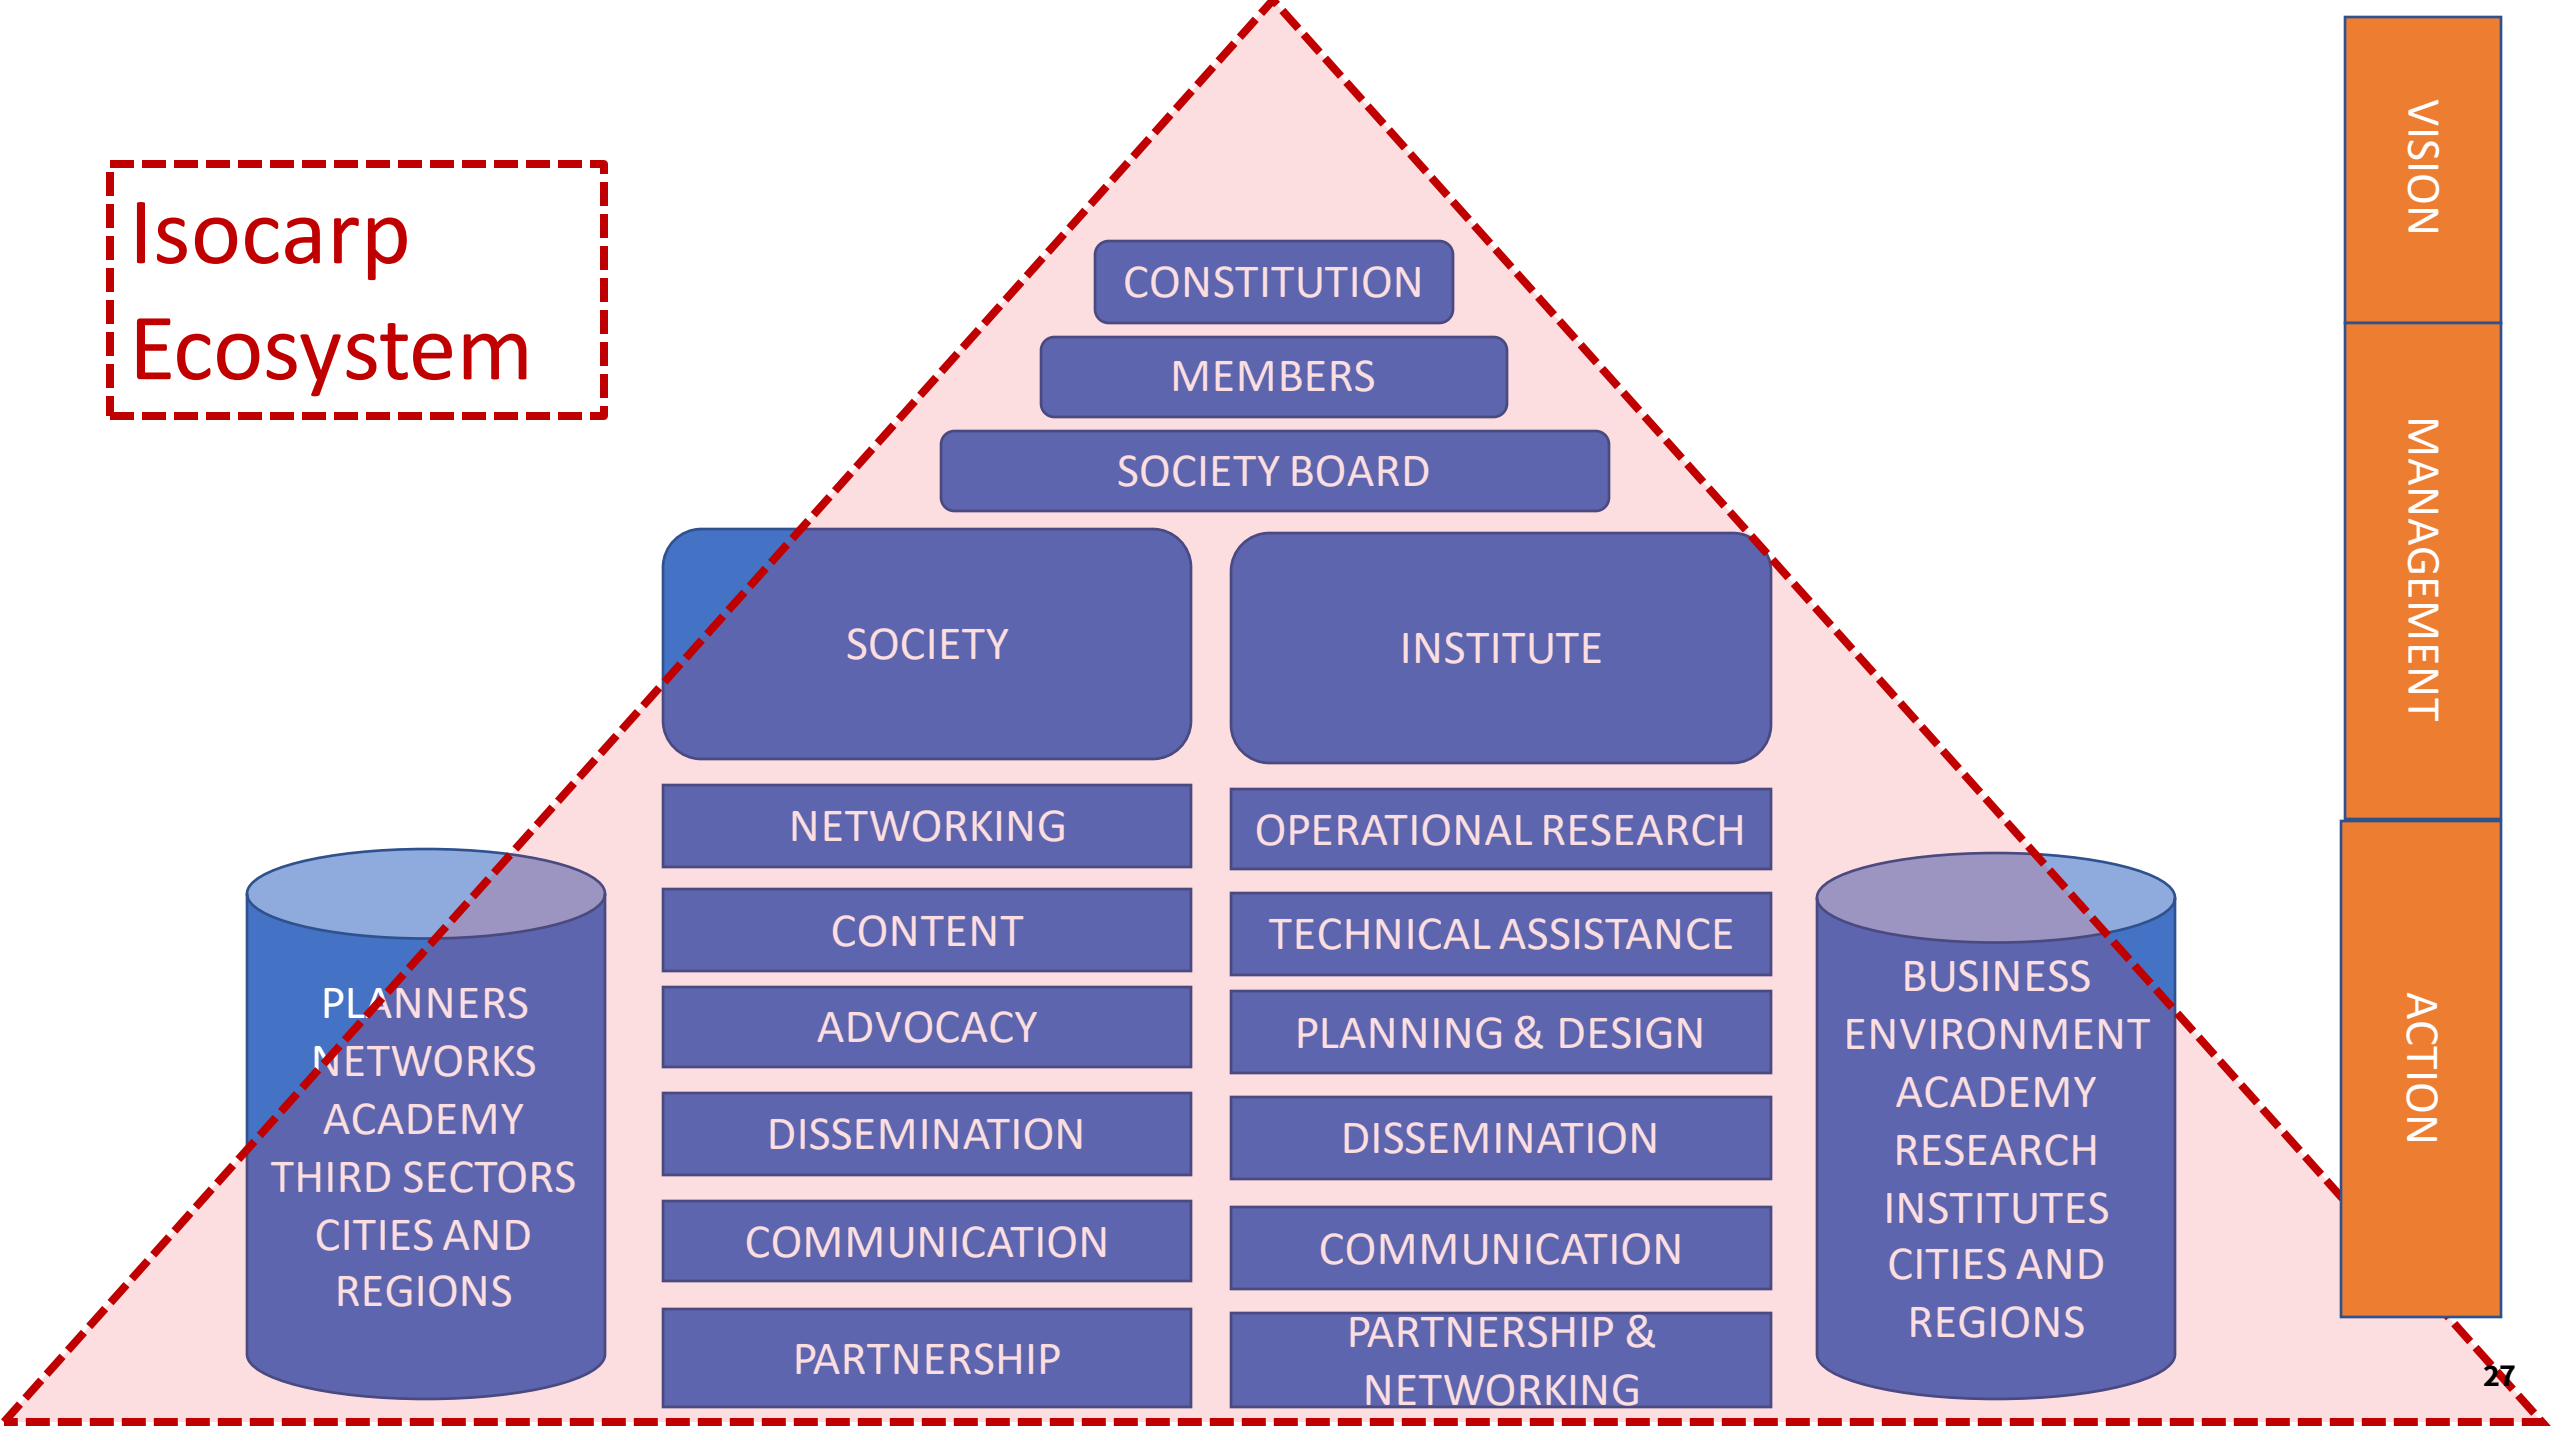 Isocarp
Ecosystem
CONSTITUTION
MEMBERS
SOCIETY BOARD
SOCIETY
INSTITUTE
NETWORKING
CONTENT
ADVOCACY
DISSEMINATION
COMMUNICATION
PARTNERSHIP
OPERATIONAL RESEARCH
TECHNICAL ASSISTANCE
PLANNING & DESIGN
DISSEMINATION
COMMUNICATION
PARTNERSHIP &
NETWORKING
PLANNERS
NETWORKS
ACADEMY
THIRD SECTORS
CITIES AND
REGIONS
BUSINESS
ENVIRONMENT
ACADEMY
RESEARCH
INSTITUTES
CITIES AND
REGIONS
VISION
MANAGEMENT
ACTION
27